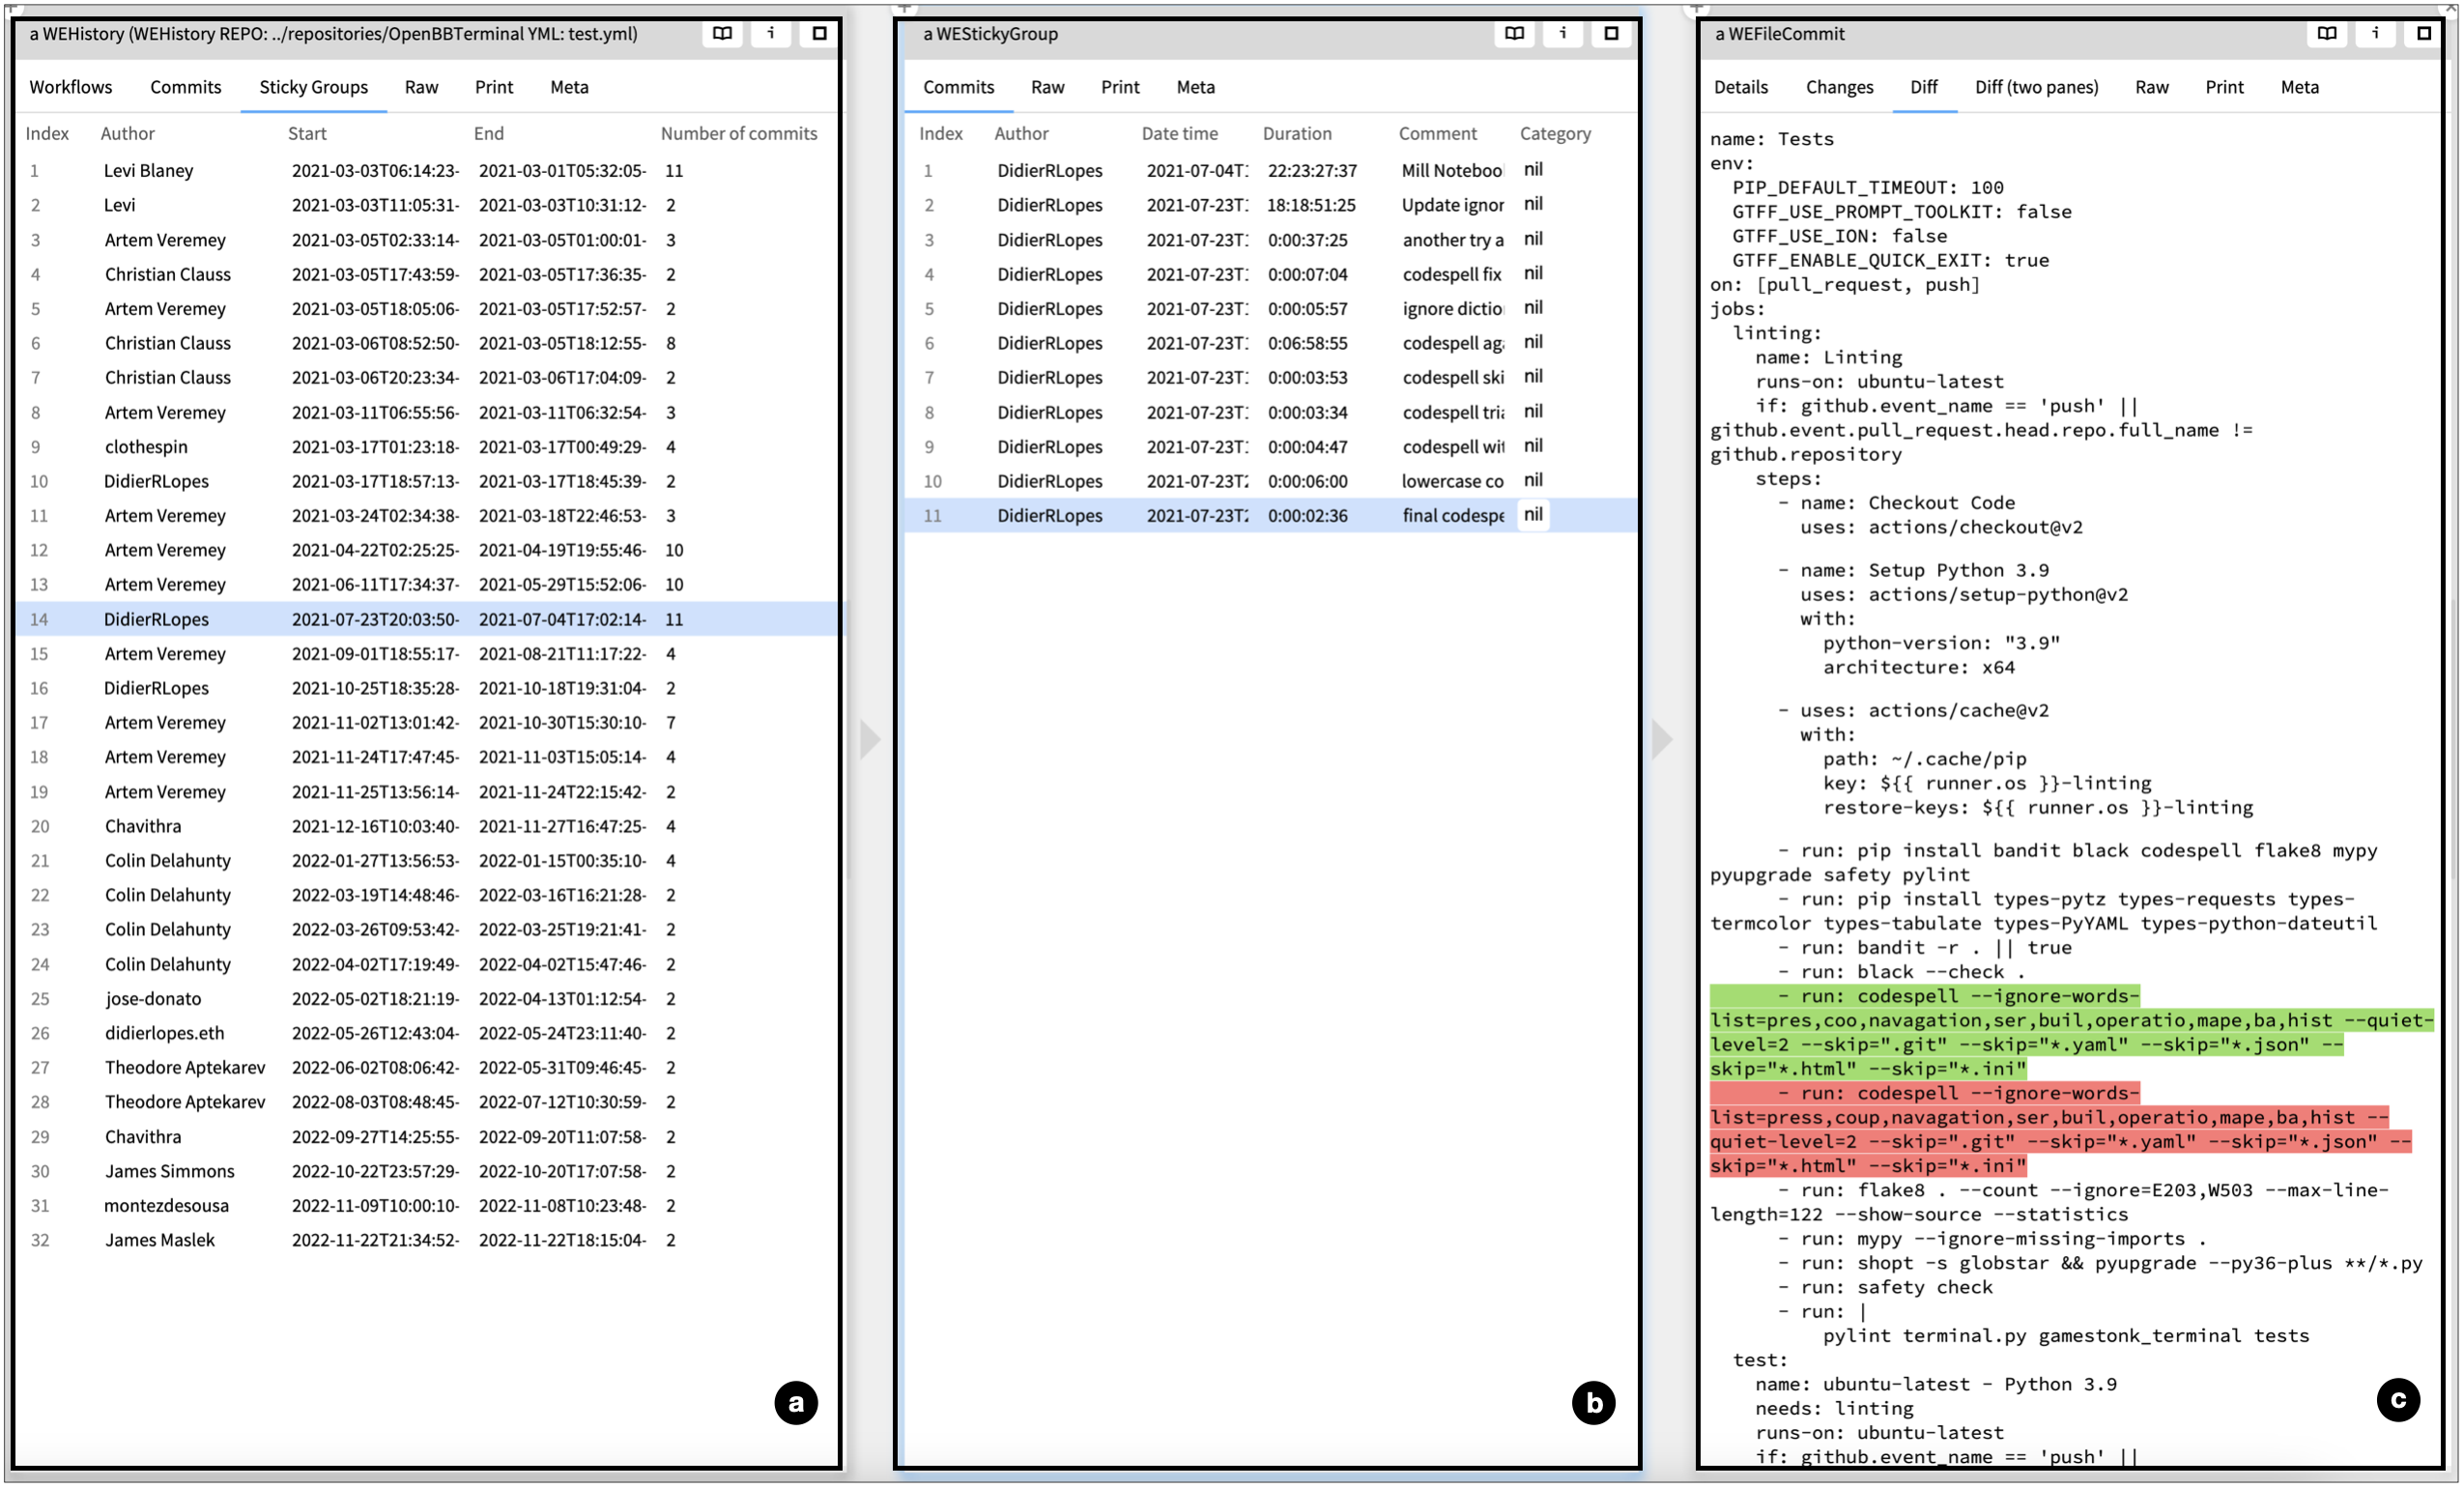 a WEHistory (WEHistory REPO: ../repositories/OpenBBTerminal YML: test.yml)
Workflows Commits Sticky Groups Raw Print Meta
Index Author Start End Number of commits
1 Levi Blaney 2021-03-03T06:14:23- 2021-03-01T05:32:05- 11
2 Levi 2021-03-03T11:05:31- 2021-03-03T10:31:12- 2
3 Artem Veremey 2021-03-05T02:33:14- 2021-03-05T01:00:01- 3
4 Christian Clauss 2021-03-05T17:43:59- 2021-03-05T17:36:35- 2
5 Artem Veremey 2021-03-05T18:05:06- 2021-03-05T17:52:57- 2
6 Christian Clauss 2021-03-06T08:52:50- 2021-03-05T18:12:55- 8
7 Christian Clauss 2021-03-06T20:23:34- 2021-03-06T17:04:09- 2
8 Artem Veremey 2021-03-11T06:55:56- 2021-03-11T06:32:54- 3
9 clothespin 2021-03-17T01:23:18- 2021-03-17T00:49:29- 4
10 DidierRLopes 2021-03-17T18:57:13- 2021-03-17T18:45:39- 2
11 Artem Veremey 2021-03-24T02:34:38- 2021-03-18T22:46:53- 3
12 Artem Veremey 2021-04-22T02:25:25- 2021-04-19T19:55:46- 10
13 Artem Veremey 2021-06-11T17:34:37- 2021-05-29T15:52:06- 10
14 DidierRLopes 2021-07-23T20:03:50- 2021-07-04T17:02:14- 11
15 Artem Veremey 2021-09-01T18:55:17- 2021-08-21T11:17:22- 4
16 DidierRLopes 2021-10-25T18:35:28- 2021-10-18T19:31:04- 2
17 Artem Veremey 2021-11-02T13:01:42- 2021-10-30T15:30:10- 7
18 Artem Veremey 2021-11-24T17:47:45- 2021-11-03T15:05:14- 4
19 Artem Veremey 2021-11-25T13:56:14- 2021-11-24T22:15:42- 2
20 Chavithra 2021-12-16T10:03:40- 2021-11-27T16:47:25- 4
21 Colin Delahunty 2022-01-27T13:56:53- 2022-01-15T00:35:10- 4
22 Colin Delahunty 2022-03-19T14:48:46- 2022-03-16T16:21:28- 2
23 Colin Delahunty 2022-03-26T09:53:42- 2022-03-25T19:21:41- 2
24 Colin Delahunty 2022-04-02T17:19:49- 2022-04-02T15:47:46- 2
25 jose-donato 2022-05-02T18:21:19- 2022-04-13T01:12:54- 2
26 didierlopes.eth 2022-05-26T12:43:04- 2022-05-24T23:11:40- 2
27 Theodore Aptekarev 2022-06-02T08:06:42- 2022-05-31T09:46:45- 2
28 Theodore Aptekarev 2022-08-03T08:48:45- 2022-07-12T10:30:59- 2
29 Chavithra 2022-09-27T14:25:55- 2022-09-20T11:07:58- 2
30 James Simmons 2022-10-22T23:57:29- 2022-10-20T17:07:58- 2
31 montezdesousa 2022-11-09T10:00:10- 2022-11-08T10:23:48- 2
32 James Maslek 2022-11-22T21:34:52- 2022-11-22T18:15:04- 2
a
a WEStickyGroup
Commits Raw Print Meta
Index Author Date time Duration Comment Category
1 DidierRLopes 2021-07-04T: 22:23:27:37 Mill Noteboo nil
2 DidierRLopes 2021-07-23T: 18:18:51:25 Update ignor nil
3 DidierRLopes 2021-07-23T: 0:00:37:25 another try a nil
4 DidierRLopes 2021-07-23T: 0:00:07:04 codespell fix nil
5 DidierRLopes 2021-07-23T: 0:00:05:57 ignore dictio nil
6 DidierRLopes 2021-07-23T: 0:06:58:55 codespell aga nil
7 DidierRLopes 2021-07-23T: 0:00:03:53 codespell ski nil
8 DidierRLopes 2021-07-23T: 0:00:03:34 codespell tria nil
9 DidierRLopes 2021-07-23T: 0:00:04:47 codespell wit nil
10 DidierRLopes 2021-07-23T2 0:00:06:00 lowercase co nil
11 DidierRLopes 2021-07-23T2 0:00:02:36 final codespe nil
b
a WEFileCommit
Details Changes Diff Diff (two panes) Raw Print Meta
name: Tests
env:
  PIP_DEFAULT_TIMEOUT: 100
  GTFF_USE_PROMPT_TOOLKIT: false
  GTFF_USE_ION: false
  GTFF_ENABLE_QUICK_EXIT: true
on: [pull_request, push]
jobs:
  linting:
    name: Linting
    runs-on: ubuntu-latest
    if: github.event_name == 'push' ||
github.event.pull_request.head.repo.full_name !=
github.repository
    steps:
      - name: Checkout Code
        uses: actions/checkout@v2
      - name: Setup Python 3.9
        uses: actions/setup-python@v2
        with:
          python-version: "3.9"
          architecture: x64
      - uses: actions/cache@v2
        with:
          path: ~/.cache/pip
          key: ${{ runner.os }}-linting
          restore-keys: ${{ runner.os }}-linting
      - run: pip install bandit black codespell flake8 mypy
pyupgrade safety pylint
      - run: pip install types-pytz types-requests types-
termcolor types-tabulate types-PyYAML types-python-dateutil
      - run: bandit -r . || true
      - run: black --check .
      - run: codespell --ignore-words-
list=pres,coo,navagation,ser,buil,operatio,mape,ba,hist --quiet-
level=2 --skip=".git" --skip="*.yaml" --skip="*.json" --
skip="*.html" --skip="*.ini"
      - run: codespell --ignore-words-
list=press,coup,navagation,ser,buil,operatio,mape,ba,hist --
quiet-level=2 --skip=".git" --skip="*.yaml" --skip="*.json" --
skip="*.html" --skip="*.ini"
      - run: flake8 . --count --ignore=E203,W503 --max-line-
length=122 --show-source --statistics
      - run: mypy --ignore-missing-imports .
      - run: shopt -s globstar && pyupgrade --py36-plus **/*.py
      - run: safety check
      - run: |
          pylint terminal.py gamestonk_terminal tests
  test:
    name: ubuntu-latest - Python 3.9
    needs: linting
    runs-on: ubuntu-latest
    if: github.event_name == 'push' ||
c